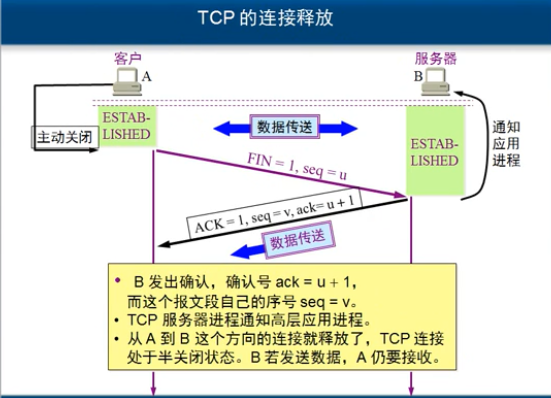 TCP 的连接释放
客户
服务器
A
B
主动关闭
ESTAB-
LISHED
数据传送
ESTAB-
LISHED
通知
应用
进程
FIN = 1, seq = u
ACK = 1, seq = v, ack= u + 1
数据传送
• B 发出确认，确认号 ack = u + 1，
而这个报文段自己的序号 seq = v。
• TCP 服务器进程通知高层应用进程。
• 从 A 到 B 这个方向的连接就释放了，TCP 连接
处于半关闭状态。B 若发送数据，A 仍要接收。